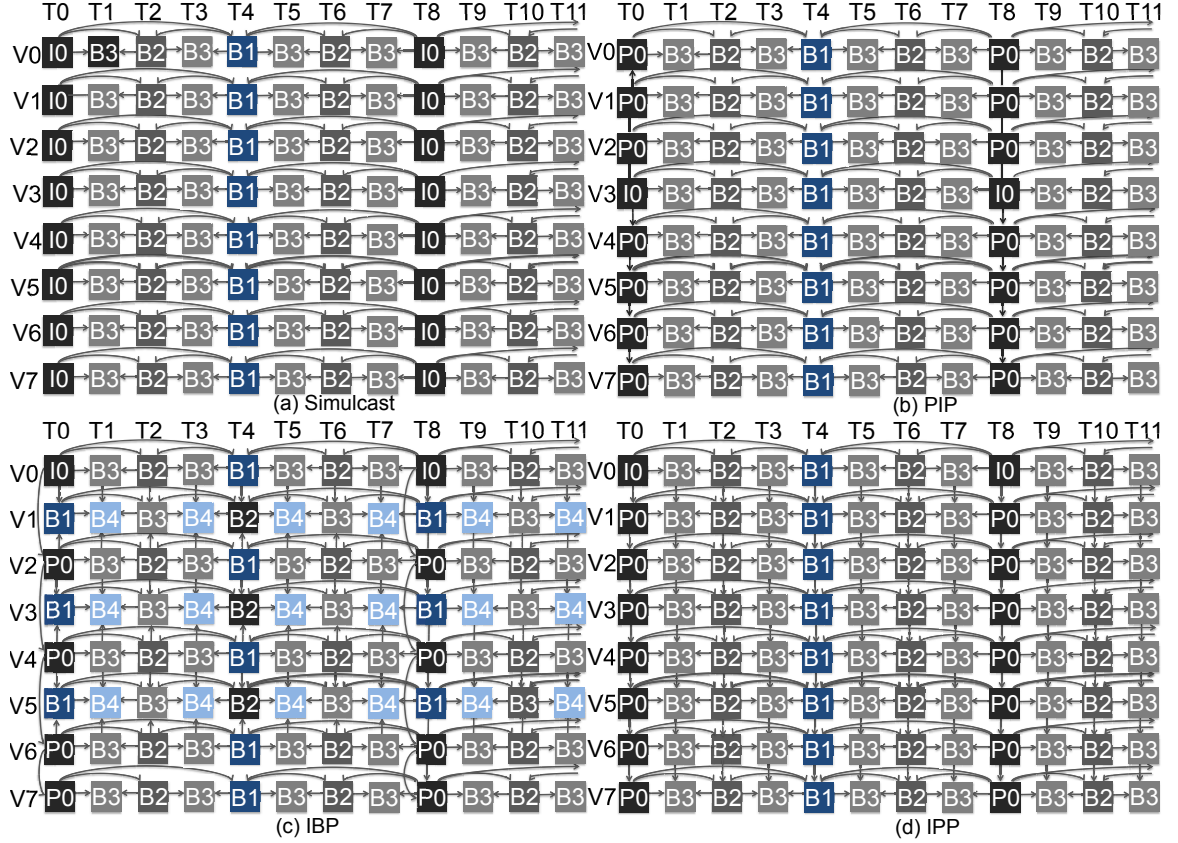 T0 T1 T2 T3 T4 T5 T6 T7 T8 T9 T10 T11
V0 I0 B3 B2 B3 B1 B3 B2 B3 I0 B3 B2 B3
V1 I0 B3 B2 B3 B1 B3 B2 B3 I0 B3 B2 B3
V2 I0 B3 B2 B3 B1 B3 B2 B3 I0 B3 B2 B3
V3 I0 B3 B2 B3 B1 B3 B2 B3 I0 B3 B2 B3
V4 I0 B3 B2 B3 B1 B3 B2 B3 I0 B3 B2 B3
V5 I0 B3 B2 B3 B1 B3 B2 B3 I0 B3 B2 B3
V6 I0 B3 B2 B3 B1 B3 B2 B3 I0 B3 B2 B3
V7 I0 B3 B2 B3 B1 B3 B2 B3 I0 B3 B2 B3
(a) Simulcast
T0 T1 T2 T3 T4 T5 T6 T7 T8 T9 T10 T11
V0 P0 B3 B2 B3 B1 B3 B2 B3 P0 B3 B2 B3
V1 P0 B3 B2 B3 B1 B3 B2 B3 P0 B3 B2 B3
V2 P0 B3 B2 B3 B1 B3 B2 B3 P0 B3 B2 B3
V3 I0 B3 B2 B3 B1 B3 B2 B3 I0 B3 B2 B3
V4 P0 B3 B2 B3 B1 B3 B2 B3 P0 B3 B2 B3
V5 P0 B3 B2 B3 B1 B3 B2 B3 P0 B3 B2 B3
V6 P0 B3 B2 B3 B1 B3 B2 B3 P0 B3 B2 B3
V7 P0 B3 B2 B3 B1 B3 B2 B3 P0 B3 B2 B3
(b) PIP
T0 T1 T2 T3 T4 T5 T6 T7 T8 T9 T10 T11
V0 I0 B3 B2 B3 B1 B3 B2 B3 I0 B3 B2 B3
V1 B1 B4 B3 B4 B2 B4 B3 B4 B1 B4 B3 B4
V2 P0 B3 B2 B3 B1 B3 B2 B3 P0 B3 B2 B3
V3 B1 B4 B3 B4 B2 B4 B3 B4 B1 B4 B3 B4
V4 P0 B3 B2 B3 B1 B3 B2 B3 P0 B3 B2 B3
V5 B1 B4 B3 B4 B2 B4 B3 B4 B1 B4 B3 B4
V6 P0 B3 B2 B3 B1 B3 B2 B3 P0 B3 B2 B3
V7 P0 B3 B2 B3 B1 B3 B2 B3 P0 B3 B2 B3
(c) IBP
T0 T1 T2 T3 T4 T5 T6 T7 T8 T9 T10 T11
V0 I0 B3 B2 B3 B1 B3 B2 B3 I0 B3 B2 B3
V1 P0 B3 B2 B3 B1 B3 B2 B3 P0 B3 B2 B3
V2 P0 B3 B2 B3 B1 B3 B2 B3 P0 B3 B2 B3
V3 P0 B3 B2 B3 B1 B3 B2 B3 P0 B3 B2 B3
V4 P0 B3 B2 B3 B1 B3 B2 B3 P0 B3 B2 B3
V5 P0 B3 B2 B3 B1 B3 B2 B3 P0 B3 B2 B3
V6 P0 B3 B2 B3 B1 B3 B2 B3 P0 B3 B2 B3
V7 P0 B3 B2 B3 B1 B3 B2 B3 P0 B3 B2 B3
(d) IPP